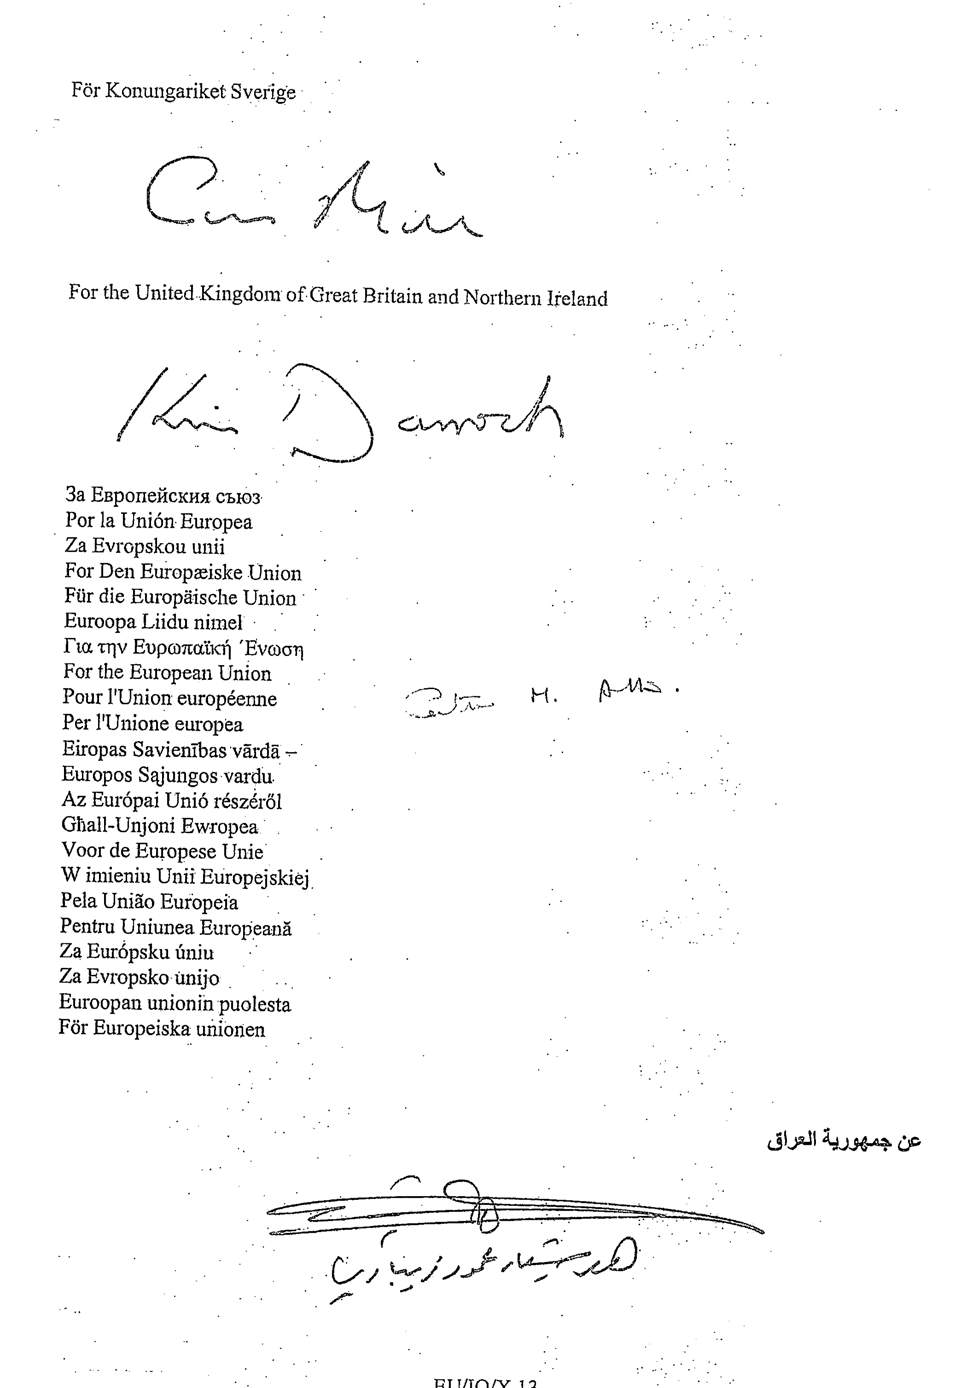 För Konungariket Sverige
For the United Kingdom of Great Britain and Northern Ireland
Kim Darroch
За Европейския съюз
Por la Unión Europea
Za Evropskou unii
For Den Europæiske Union
Für die Europäische Union
Euroopa Liidu nimel
Για την Ευρωπαϊκή Ένωση
For the European Union
Pour l'Union européenne
Per l'Unione europea
Eiropas Savienības vārdā –
Europos Sąjungos vardu
Az Európai Unió részéről
Għall-Unjoni Ewropea
Voor de Europese Unie
W imieniu Unii Europejskiej
Pela União Europeia
Pentru Uniunea Europeană
Za Európsku úniu
Za Evropsko unijo
Euroopan unionin puolesta
För Europeiska unionen
M.
عن جمهورية العراق